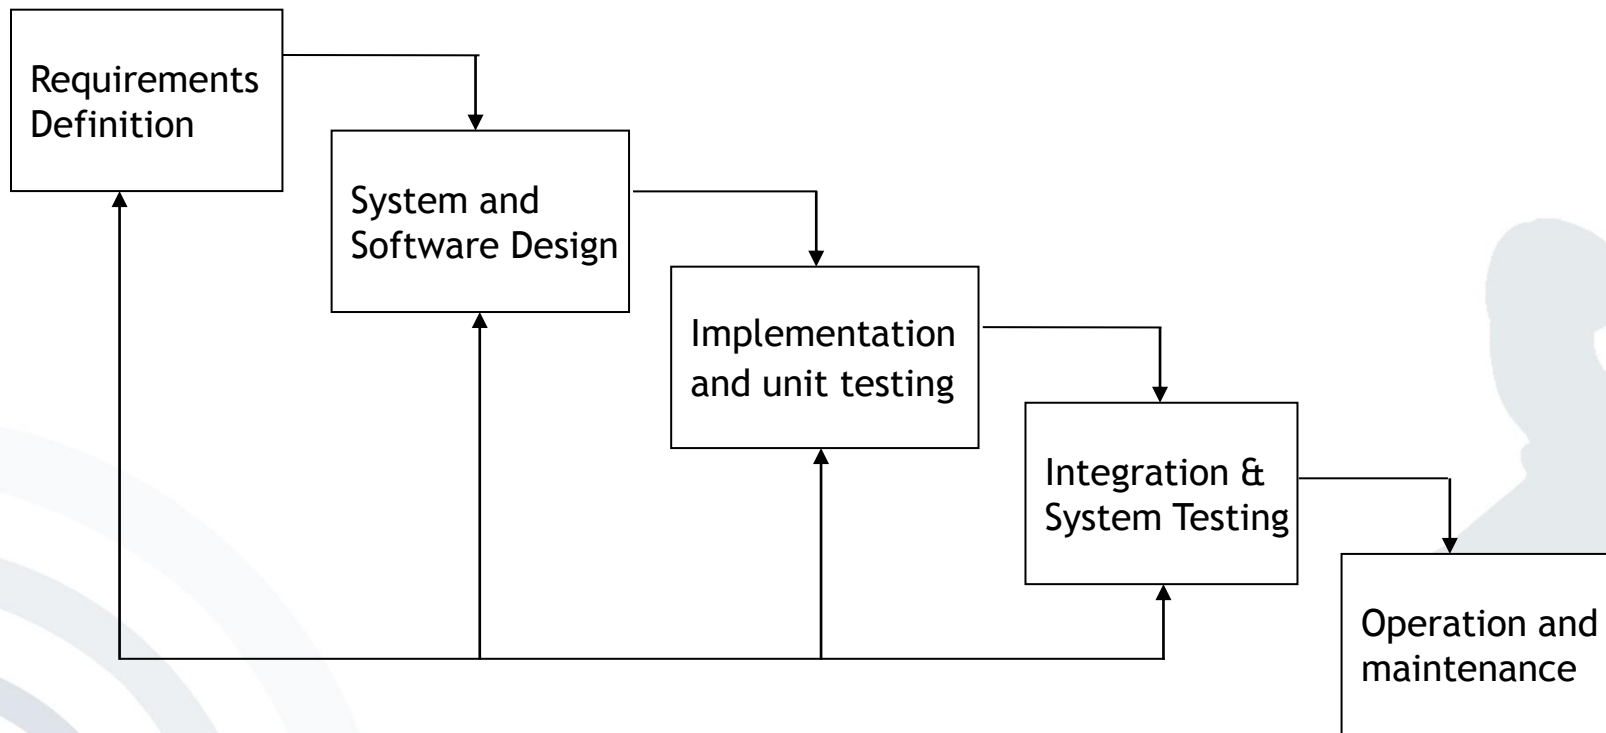 Requirements
Definition
System and
Software Design
Implementation
and unit testing
Integration &
System Testing
Operation and
maintenance